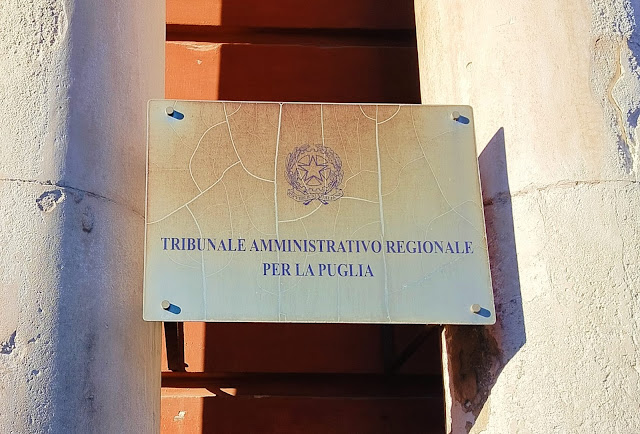 TRIBUNALE AMMINISTRATIVO REGIONALE
PER LA PUGLIA